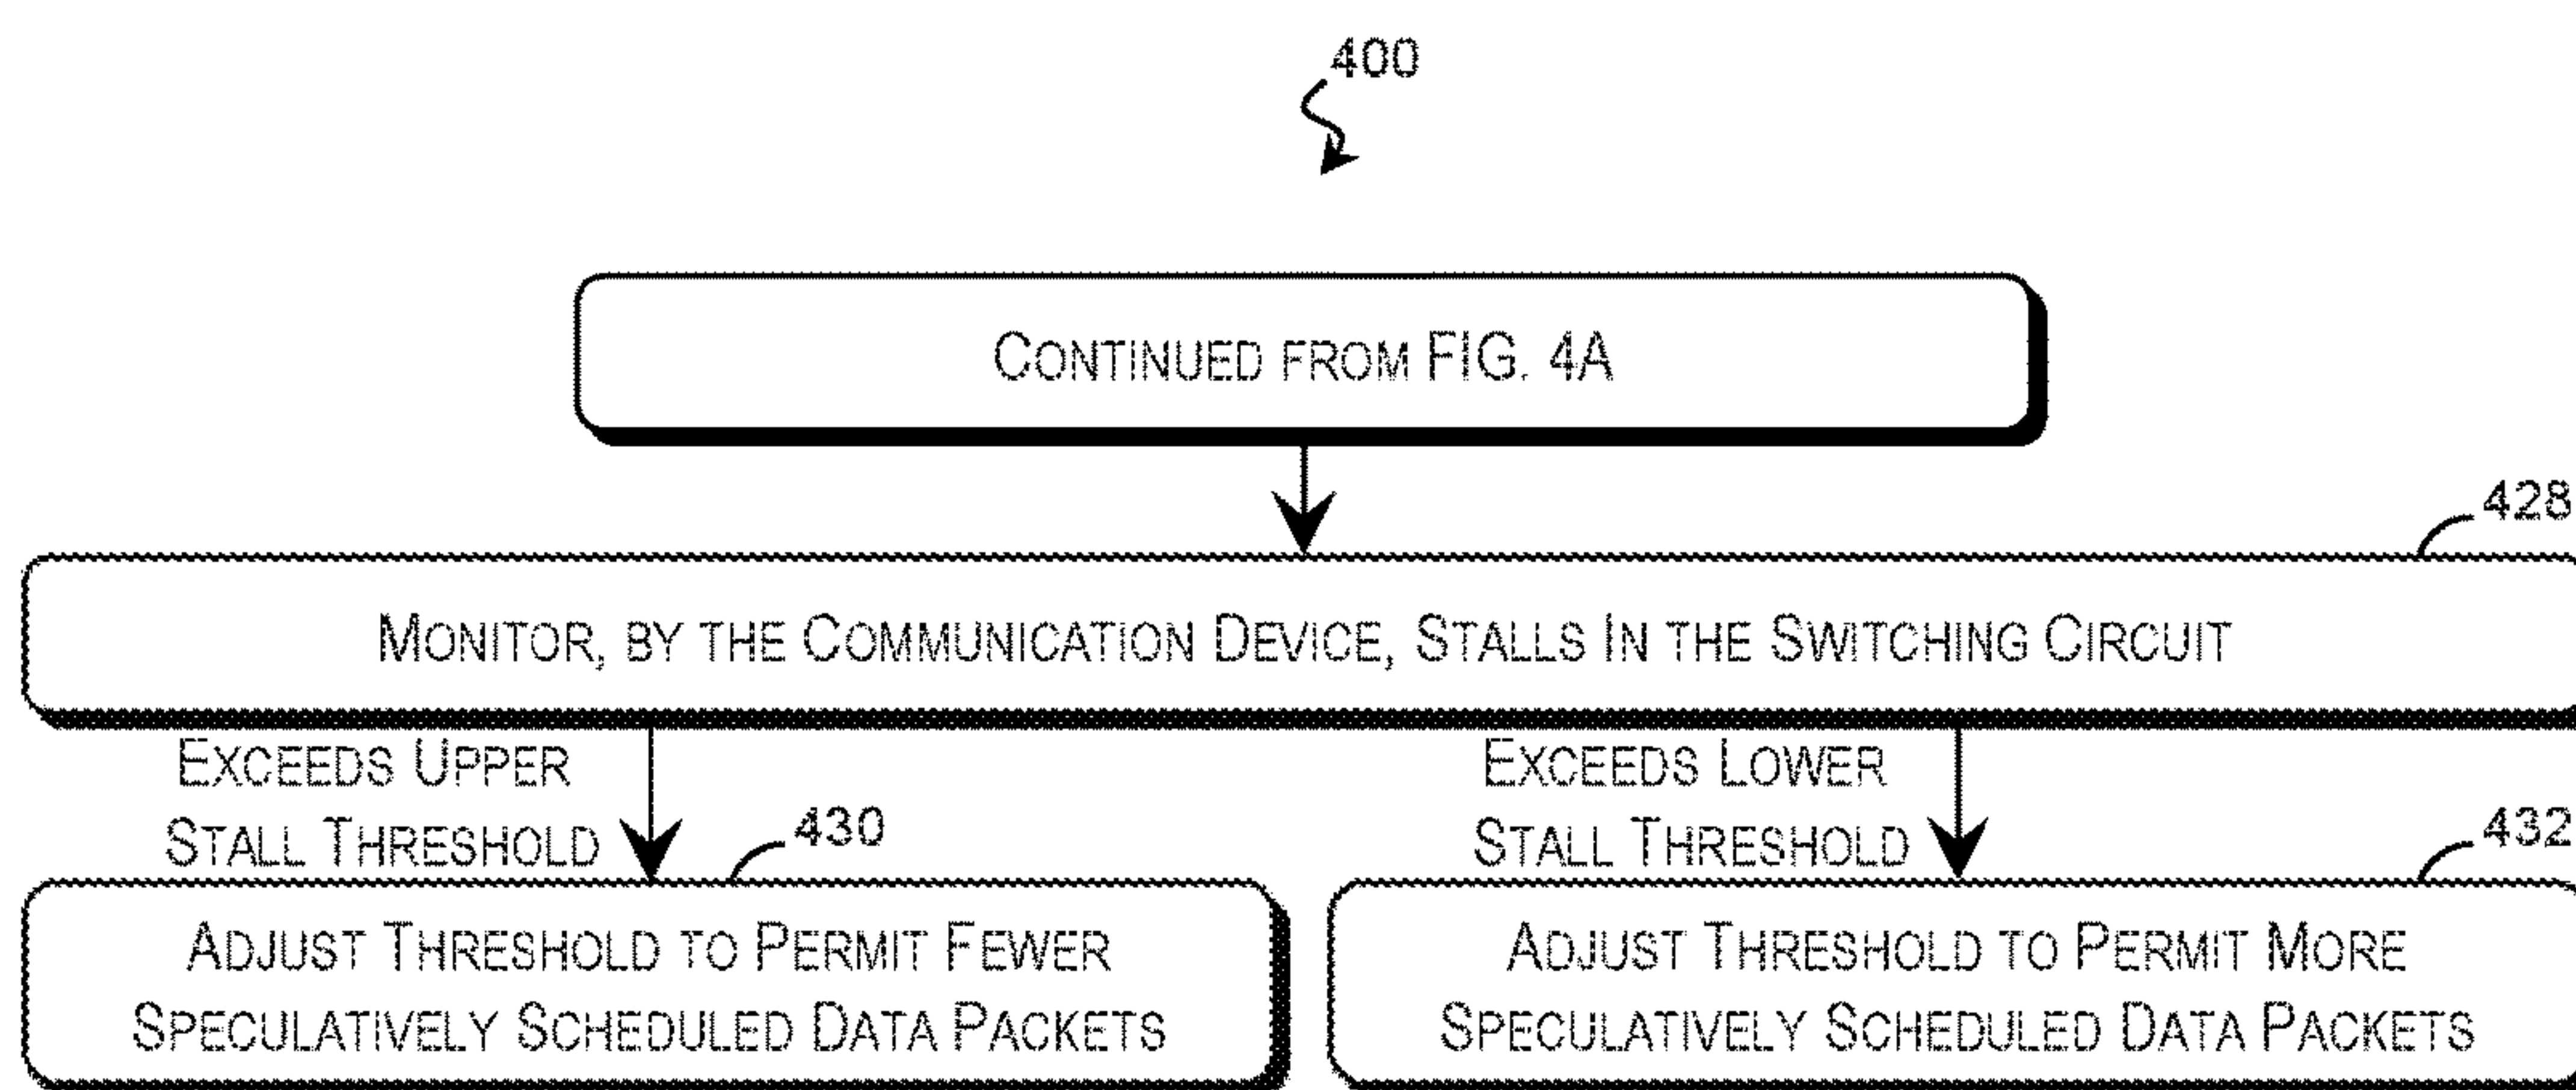 400
CONTINUED FROM FIG. 4A
428
MONITOR, BY THE COMMUNICATION DEVICE, STALLS IN THE SWITCHING CIRCUIT
EXCEEDS UPPER
STALL THRESHOLD
EXCEEDS LOWER
STALL THRESHOLD
430
432
ADJUST THRESHOLD TO PERMIT FEWER
SPECULATIVELY SCHEDULED DATA PACKETS
ADJUST THRESHOLD TO PERMIT MORE
SPECULATIVELY SCHEDULED DATA PACKETS